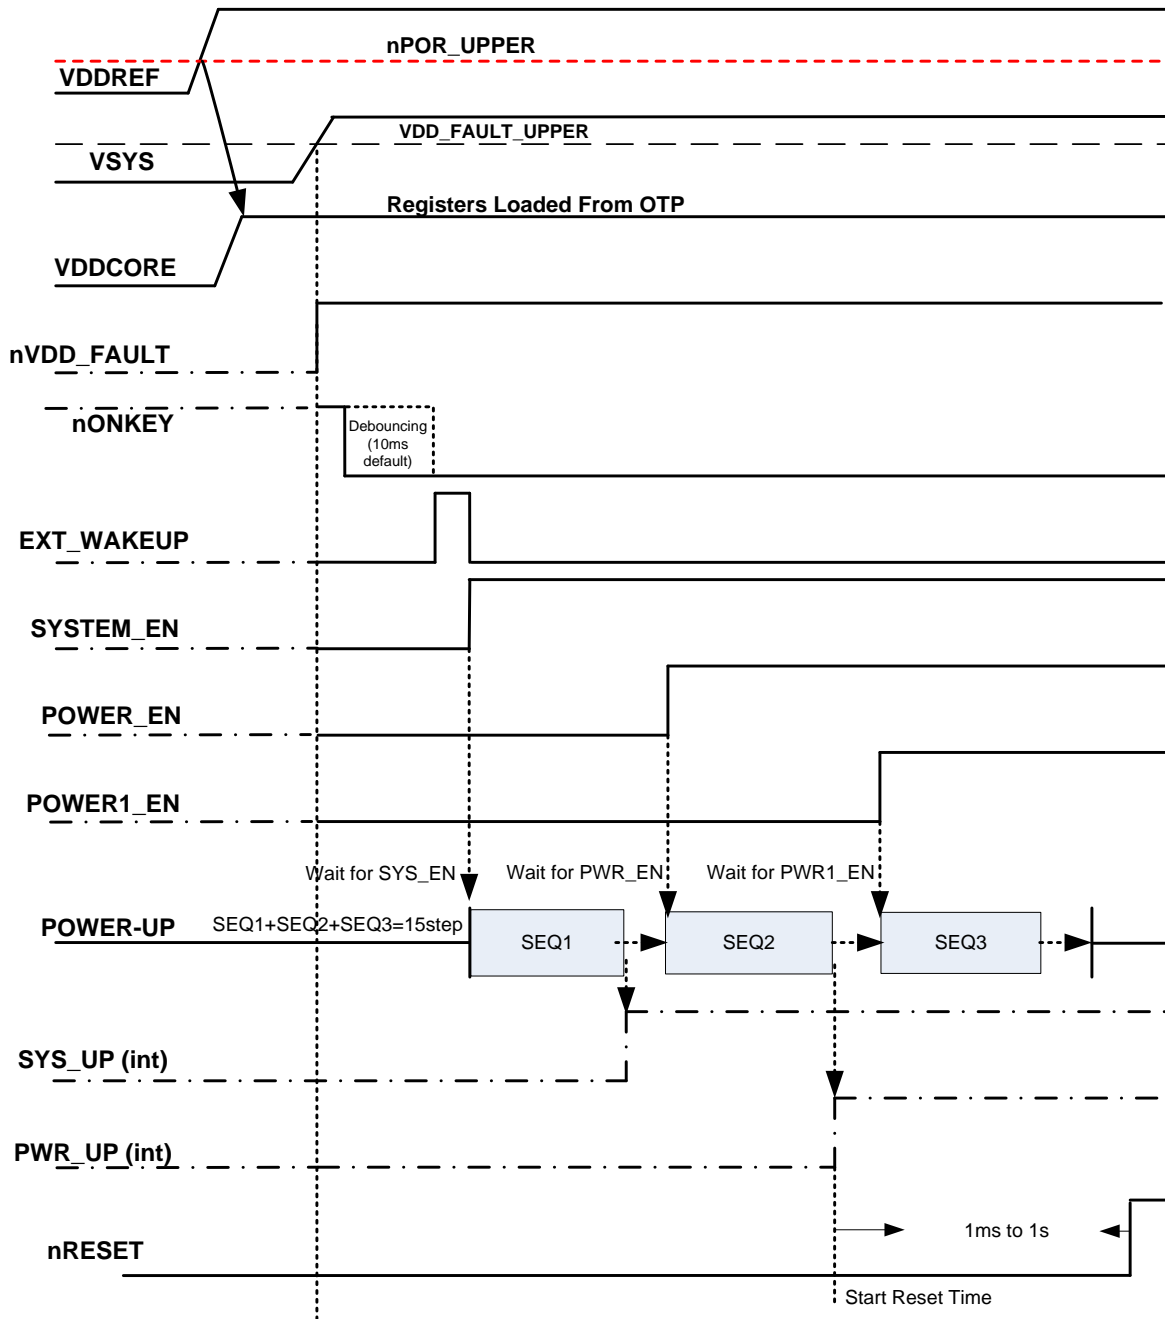 nPOR_UPPER
VDDREF
VDD_FAULT_UPPER
VSYS
Registers Loaded From OTP
VDDCORE
nVDD_FAULT
nONKEY
Debouncing
(10ms
default)
EXT_WAKEUP
SYSTEM_EN
POWER_EN
POWER1_EN
Wait for SYS_EN
Wait for PWR_EN
Wait for PWR1_EN
POWER-UP
SEQ1+SEQ2+SEQ3=15step
SEQ1
SEQ2
SEQ3
SYS_UP (int)
PWR_UP (int)
1ms to 1s
nRESET
Start Reset Time